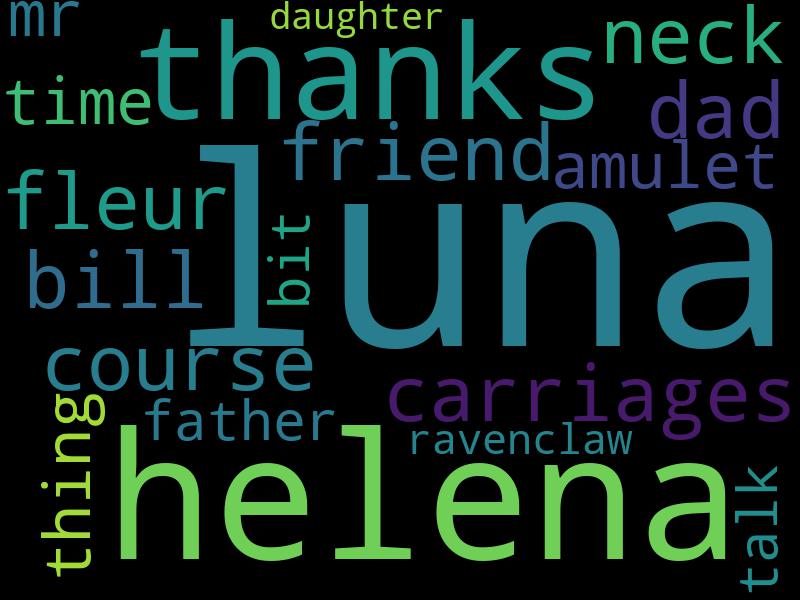 mr
daughter
thanks
neck
time
dad
friend
amulet
fleur
luna
bit
bill
course
carriages
father
ravenclaw
thing
helena
talk